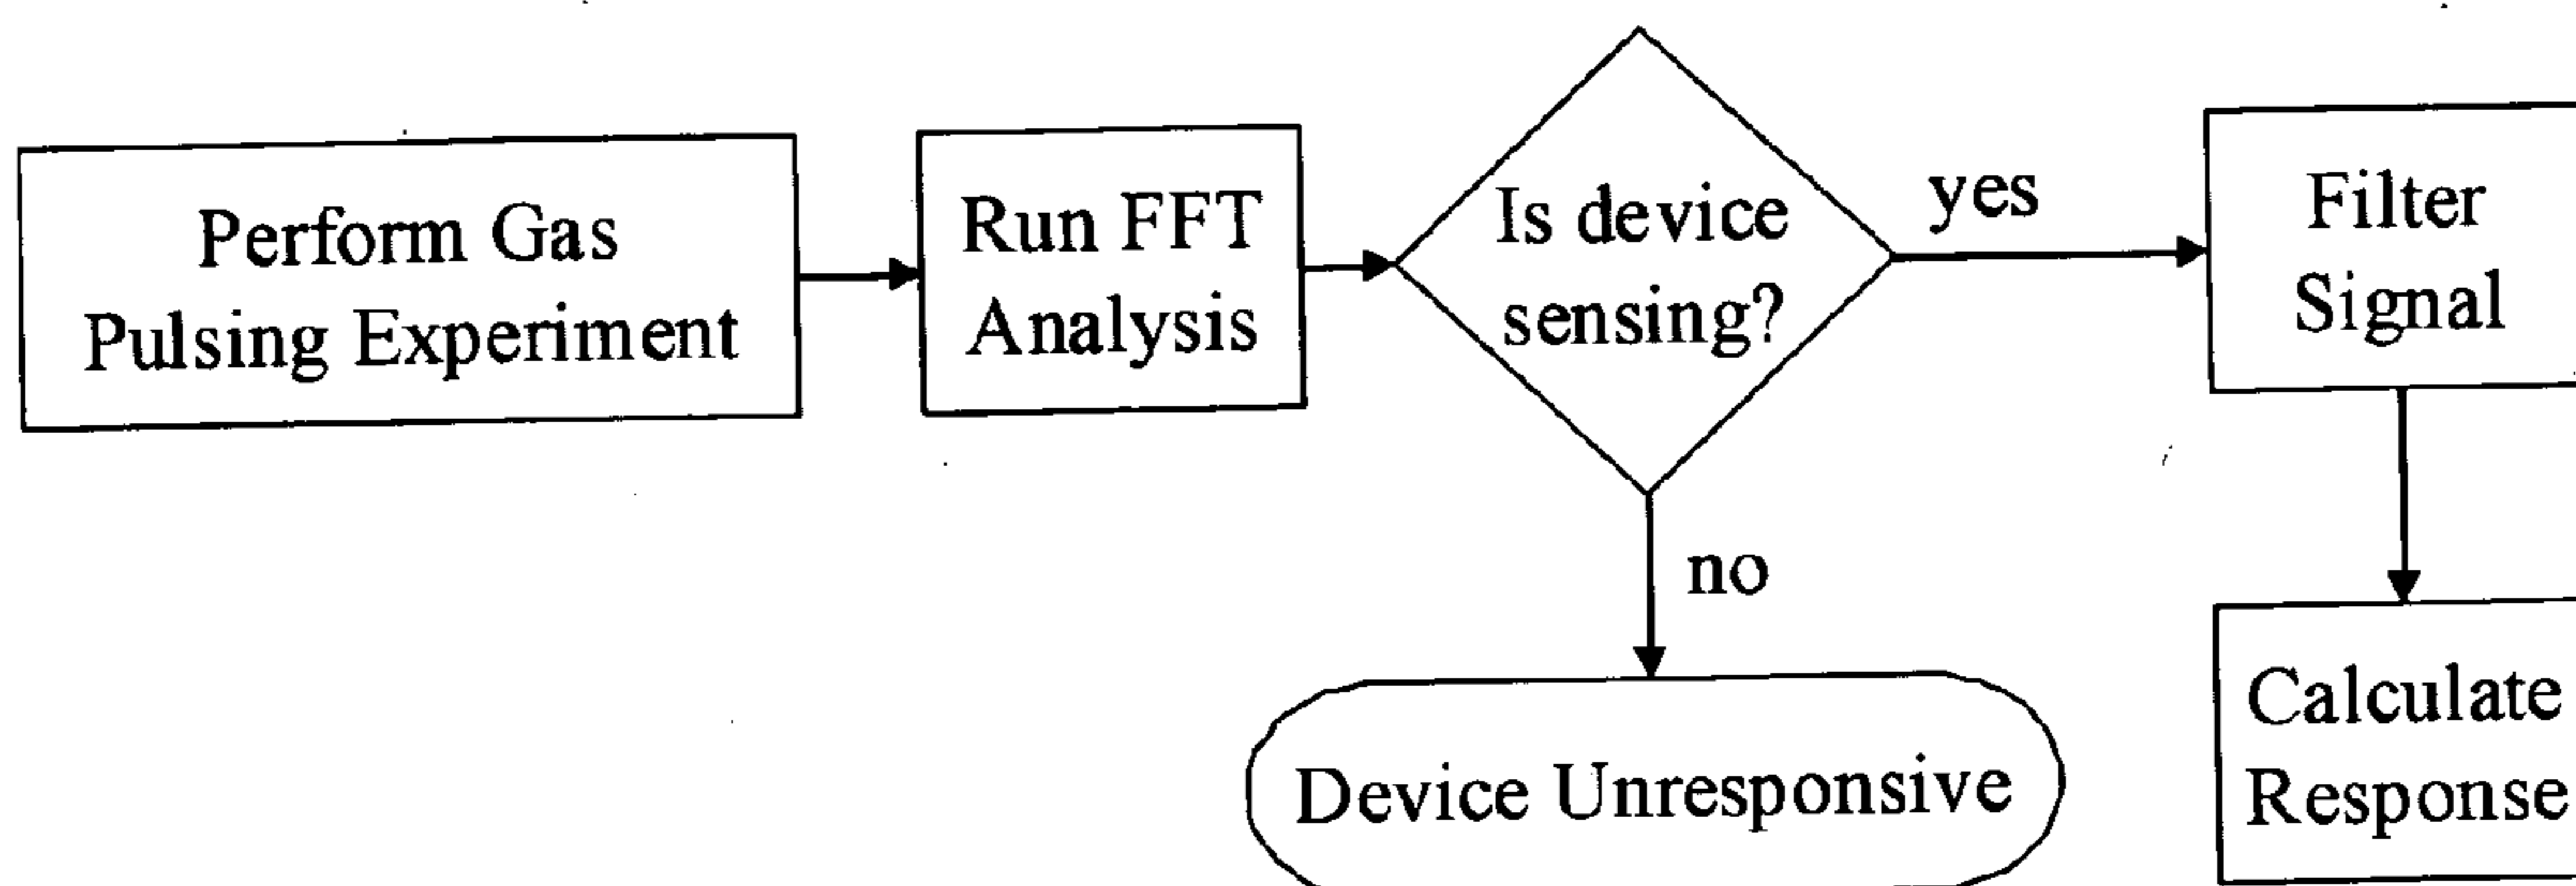 Perform Gas
Pulsing Experiment
Run FFT
Analysis
Is device
sensing?
yes
Filter
Signal
no
Device Unresponsive
Calculate
Response